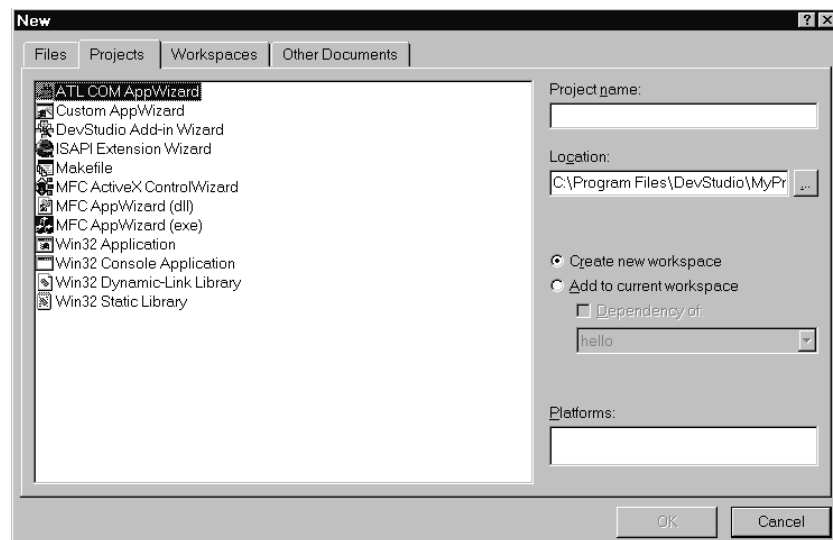 New
Files
Projects
Workspaces
Other Documents
ATL COM AppWizard
Custom AppWizard
DevStudio Add-in Wizard
ISAPI Extension Wizard
Makefile
MFC ActiveX ControlWizard
MFC AppWizard (dll)
MFC AppWizard (exe)
Win32 Application
Win32 Console Application
Win32 Dynamic-Link Library
Win32 Static Library
Project name:
Location:
C:\Program Files\DevStudio\MyPr
...
Create new workspace
Add to current workspace
Dependency of:
hello
Platforms:
OK
Cancel